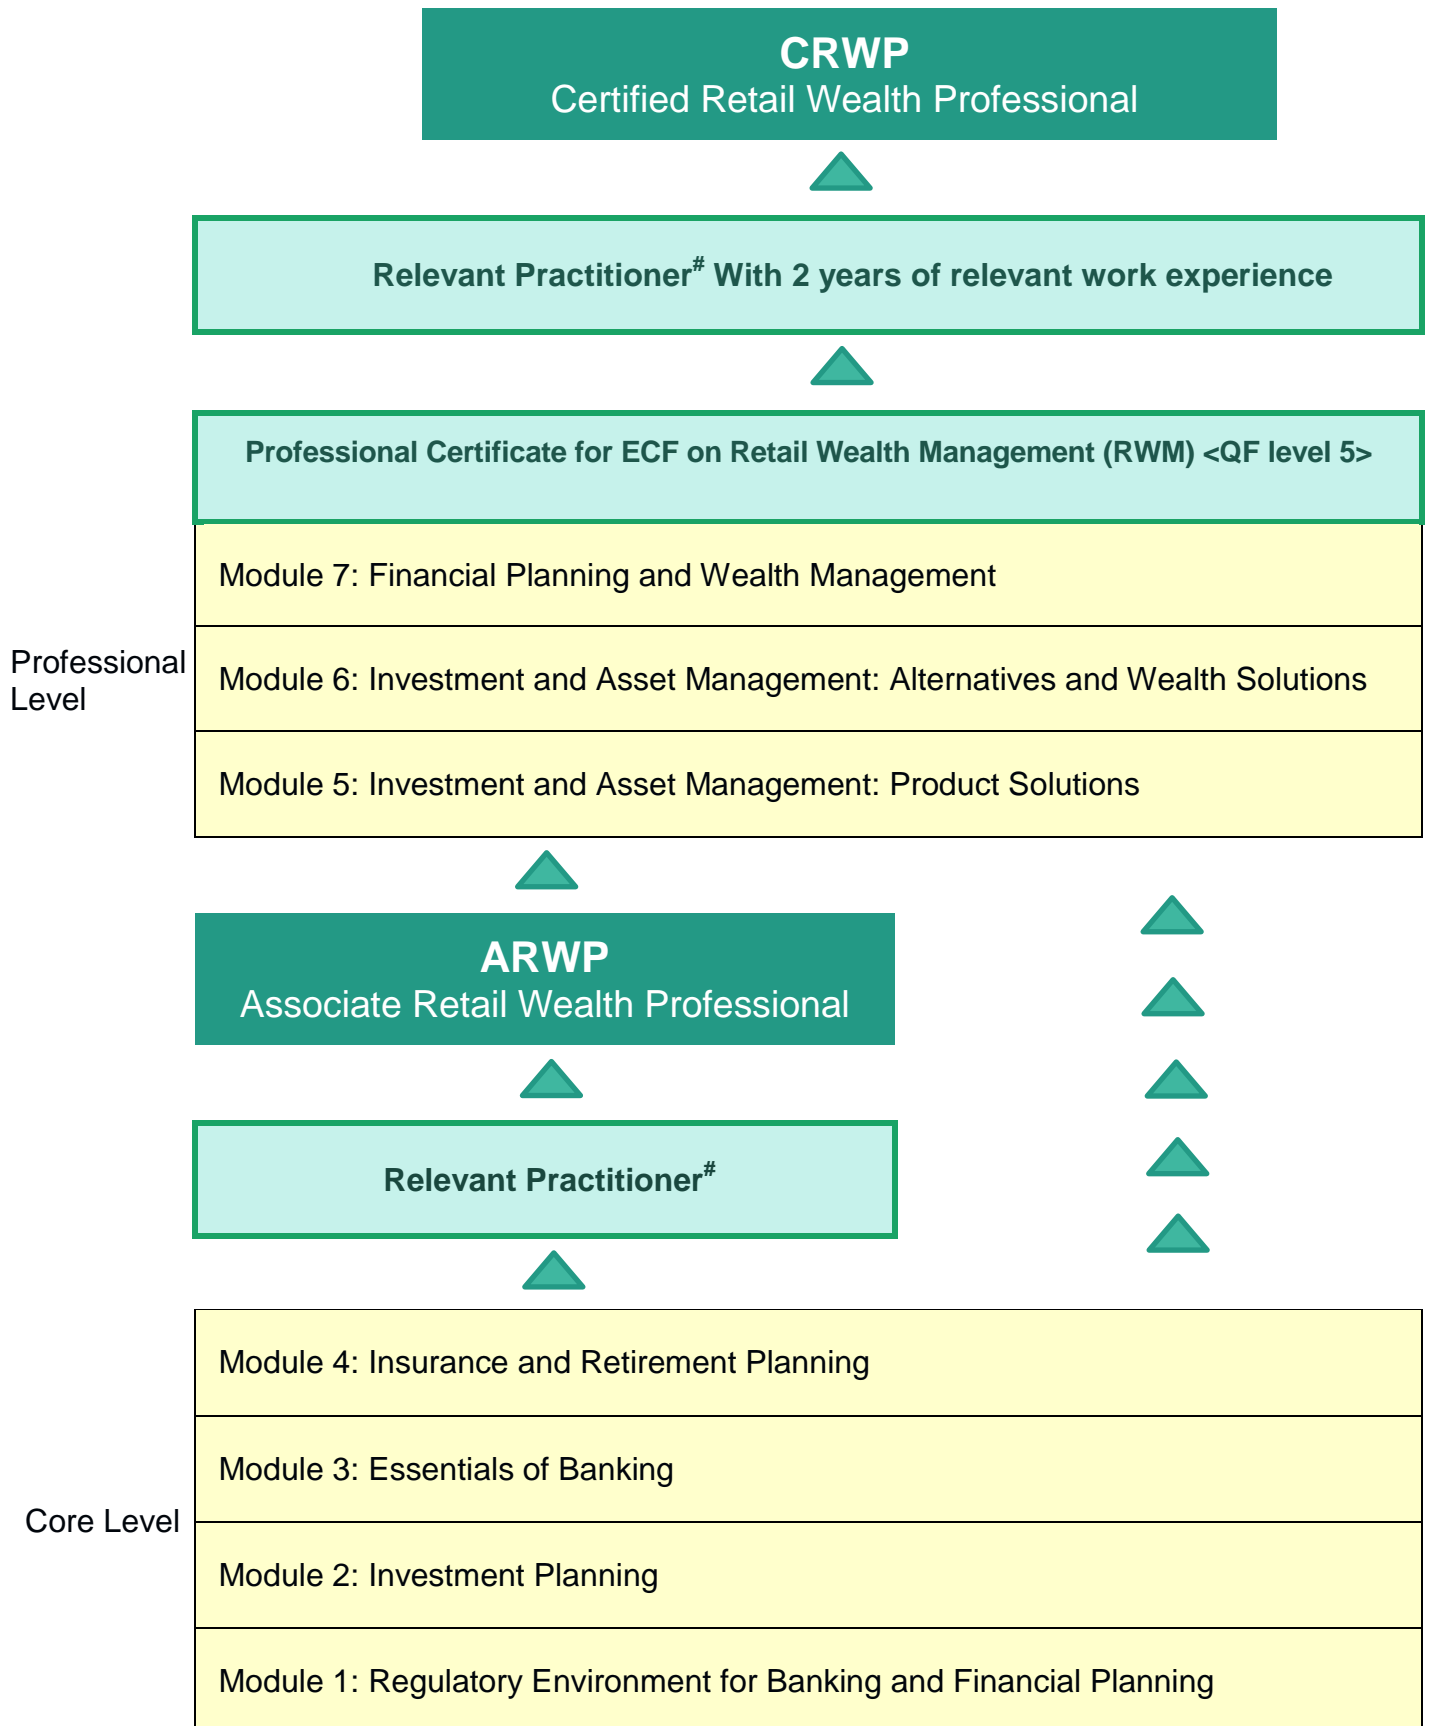 CRWP
Certified Retail Wealth Professional
Relevant Practitioner# With 2 years of relevant work experience
Professional Certificate for ECF on Retail Wealth Management (RWM) <QF level 5>
Module 7: Financial Planning and Wealth Management
Professional
Level
Module 6: Investment and Asset Management: Alternatives and Wealth Solutions
Module 5: Investment and Asset Management: Product Solutions
ARWP
Associate Retail Wealth Professional
Relevant Practitioner#
Module 4: Insurance and Retirement Planning
Module 3: Essentials of Banking
Core Level
Module 2: Investment Planning
Module 1: Regulatory Environment for Banking and Financial Planning